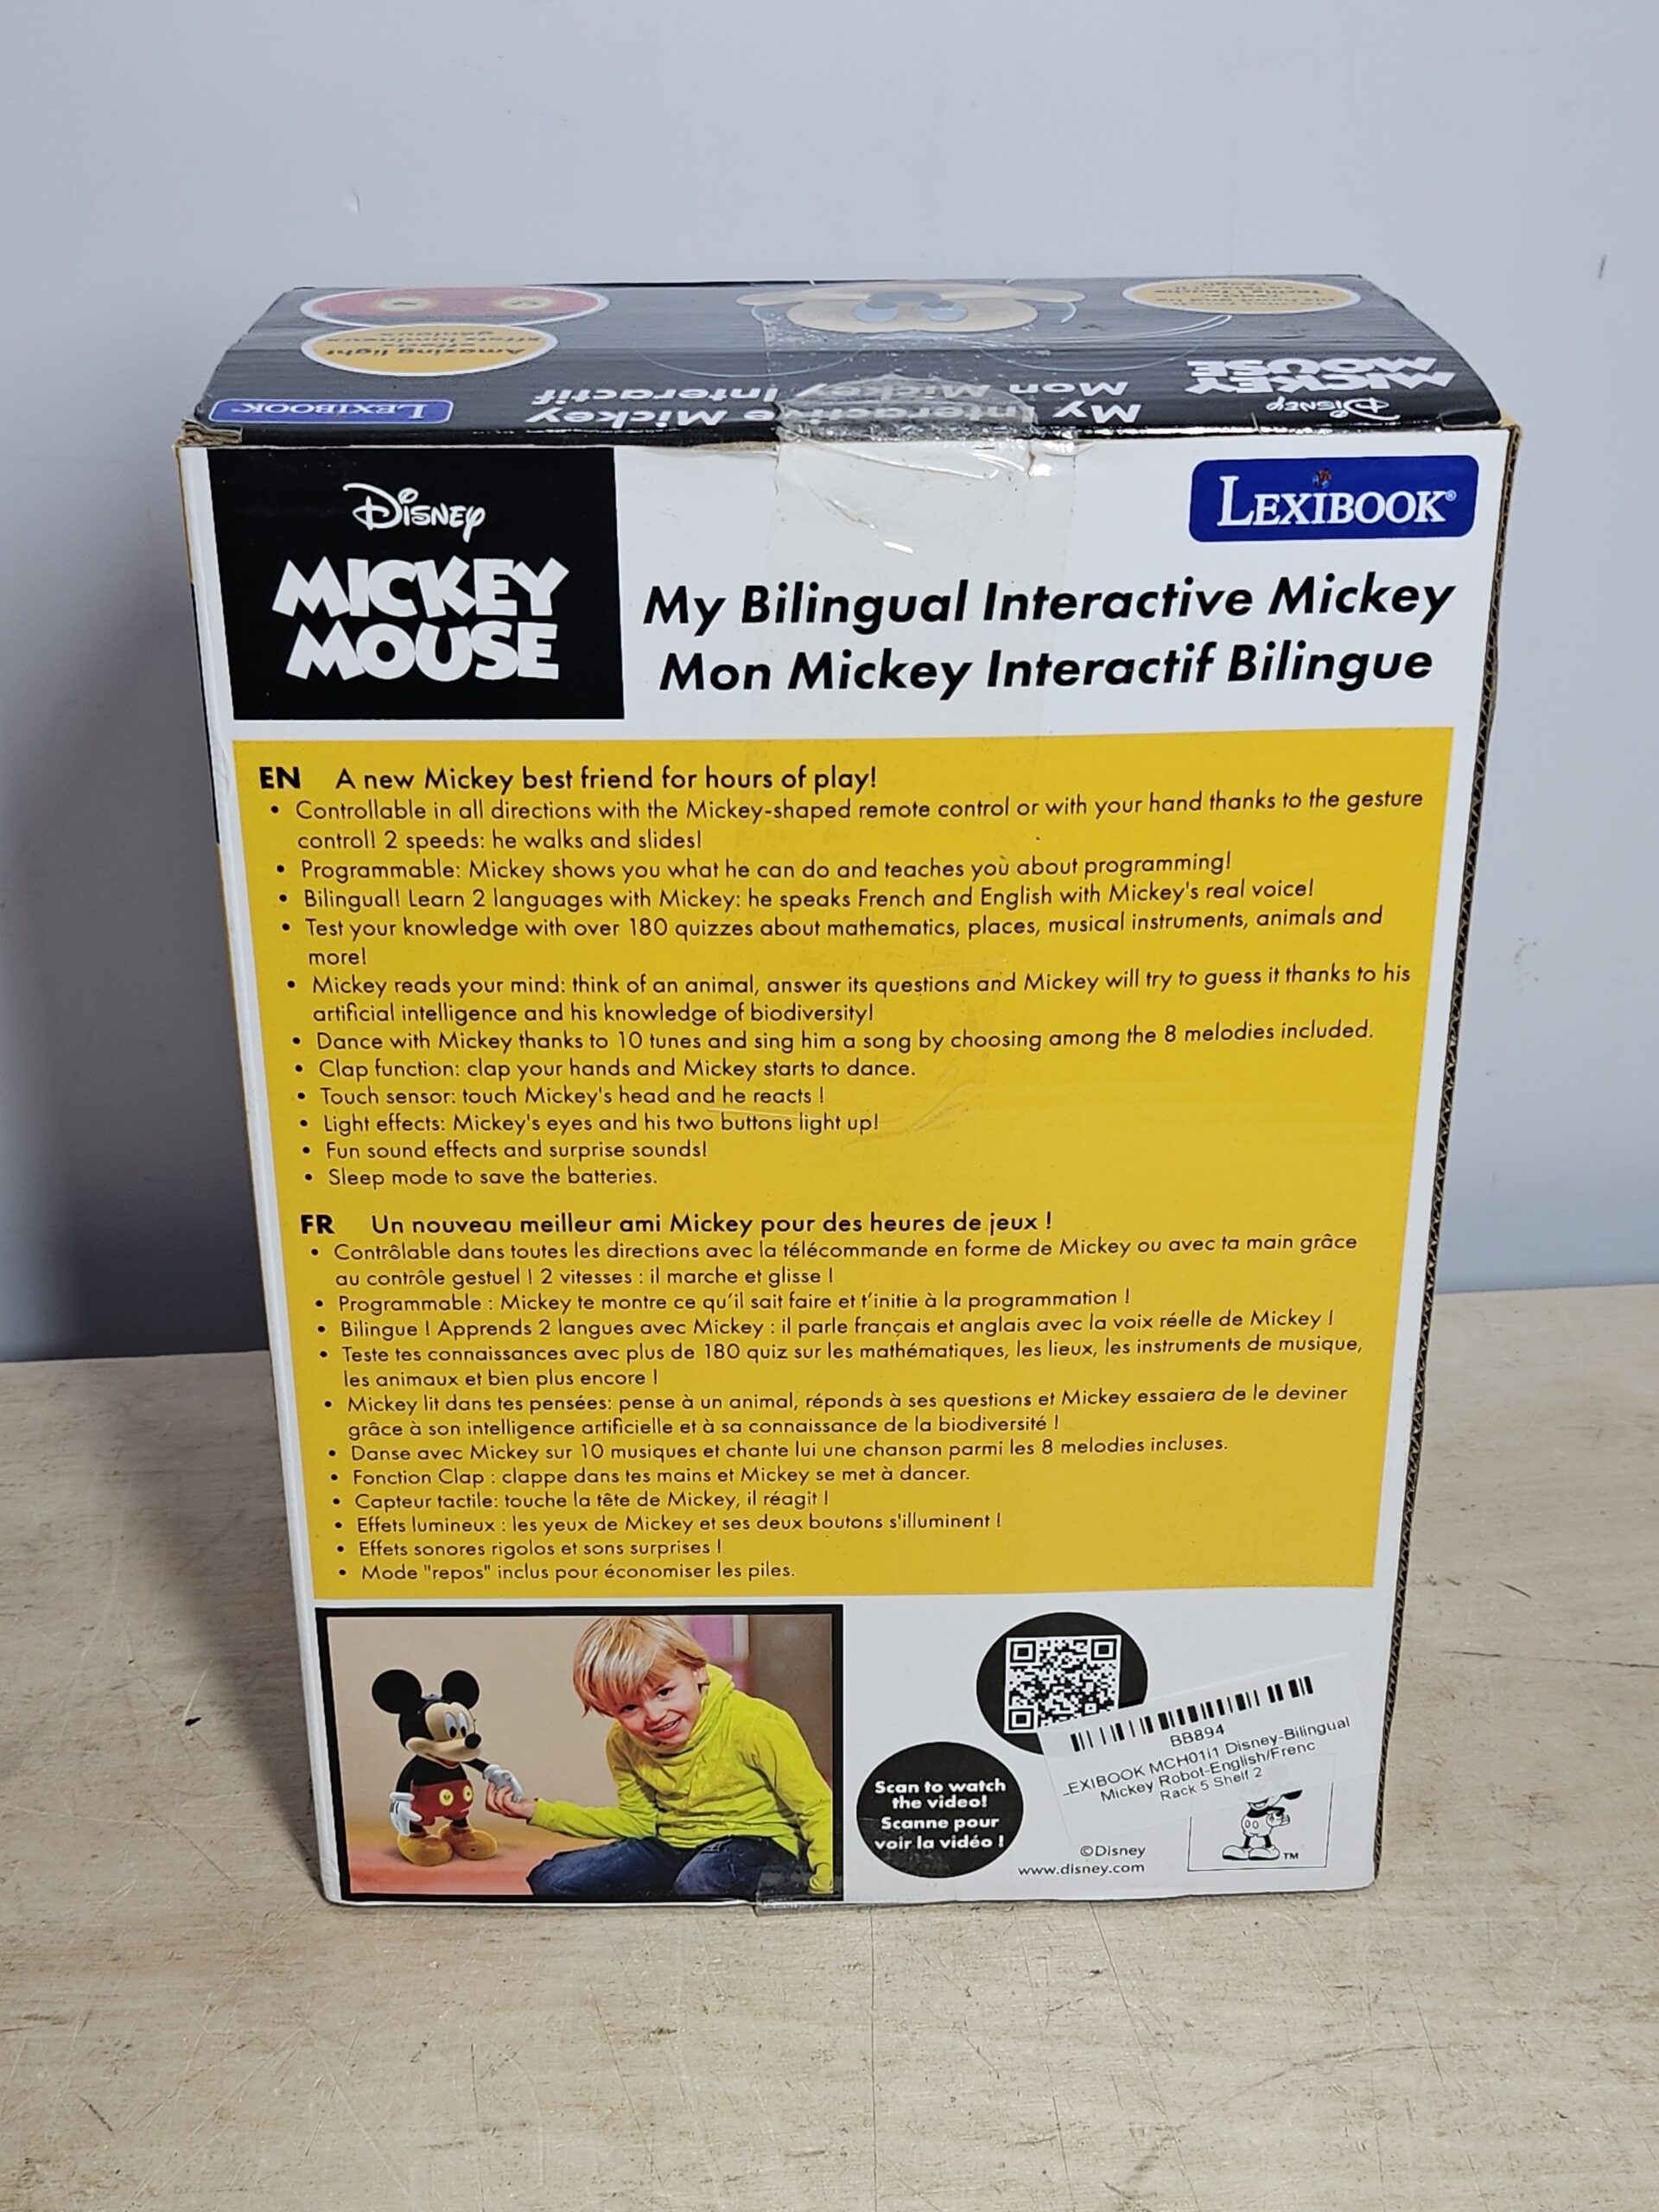 Amazing light
effects
Effets lumineux
LEXIBOOK
Mon Mickey Interactif
My Interactive Mickey
MICKEY
MOUSE
Disney
Disney
MICKEY
MOUSE
LEXIBOOK®
My Bilingual Interactive Mickey
Mon Mickey Interactif Bilingue
EN A new Mickey best friend for hours of play!
• Controllable in all directions with the Mickey-shaped remote control or with your hand thanks to the gesture
control! 2 speeds: he walks and slides!
• Programmable: Mickey shows you what he can do and teaches you about programming!
• Bilingual! Learn 2 languages with Mickey: he speaks French and English with Mickey's real voice!
• Test your knowledge with over 180 quizzes about mathematics, places, musical instruments, animals and
more!
• Mickey reads your mind: think of an animal, answer its questions and Mickey will try to guess it thanks to his
artificial intelligence and his knowledge of biodiversity!
• Dance with Mickey thanks to 10 tunes and sing him a song by choosing among the 8 melodies included.
• Clap function: clap your hands and Mickey starts to dance.
• Touch sensor: touch Mickey's head and he reacts !
• Light effects: Mickey's eyes and his two buttons light up!
• Fun sound effects and surprise sounds!
• Sleep mode to save the batteries.
FR Un nouveau meilleur ami Mickey pour des heures de jeux !
• Contrôlable dans toutes les directions avec la télécommande en forme de Mickey ou avec ta main grâce
au contrôle gestuel ! 2 vitesses : il marche et glisse !
• Programmable : Mickey te montre ce qu'il sait faire et t'initie à la programmation !
• Bilingue ! Apprends 2 langues avec Mickey : il parle français et anglais avec la voix réelle de Mickey !
• Teste tes connaissances avec plus de 180 quiz sur les mathématiques, les lieux, les instruments de musique,
les animaux et bien plus encore !
• Mickey lit dans tes pensées: pense à un animal, réponds à ses questions et Mickey essaiera de le deviner
grâce à son intelligence artificielle et à sa connaissance de la biodiversité !
• Danse avec Mickey sur 10 musiques et chante lui une chanson parmi les 8 melodies incluses.
• Fonction Clap : clappe dans tes mains et Mickey se met à dancer.
• Capteur tactile: touche la tête de Mickey, il réagit !
• Effets lumineux : les yeux de Mickey et ses deux boutons s'illuminent !
• Effets sonores rigolos et sons surprises !
• Mode "repos" inclus pour économiser les piles.
Scan to watch
the video!
Scanne pour
voir la vidéo !
BB894
EXIBOOK MCH01i1 Disney-Bilingual
Mickey Robot-English/Frenc
Rack 5 Shelf 2
©Disney
www.disney.com
TM